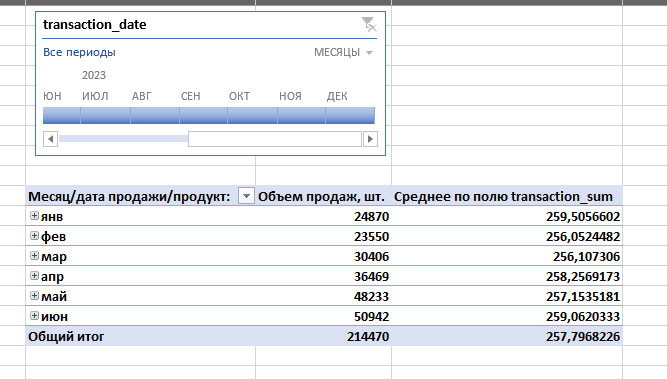 transaction_date
Все периоды МЕСЯЦЫ
2023
ЮН ИЮЛ АВГ СЕН ОКТ НОЯ ДЕК
Месяц/дата продажи/продукт: Объем продаж, шт. Среднее по полю transaction_sum
янв 24870 259,5056602
фев 23550 256,0524482
мар 30406 256,107306
апр 36469 258,2569173
май 48233 257,1535181
июн 50942 259,0620333
Общий итог 214470 257,7968226